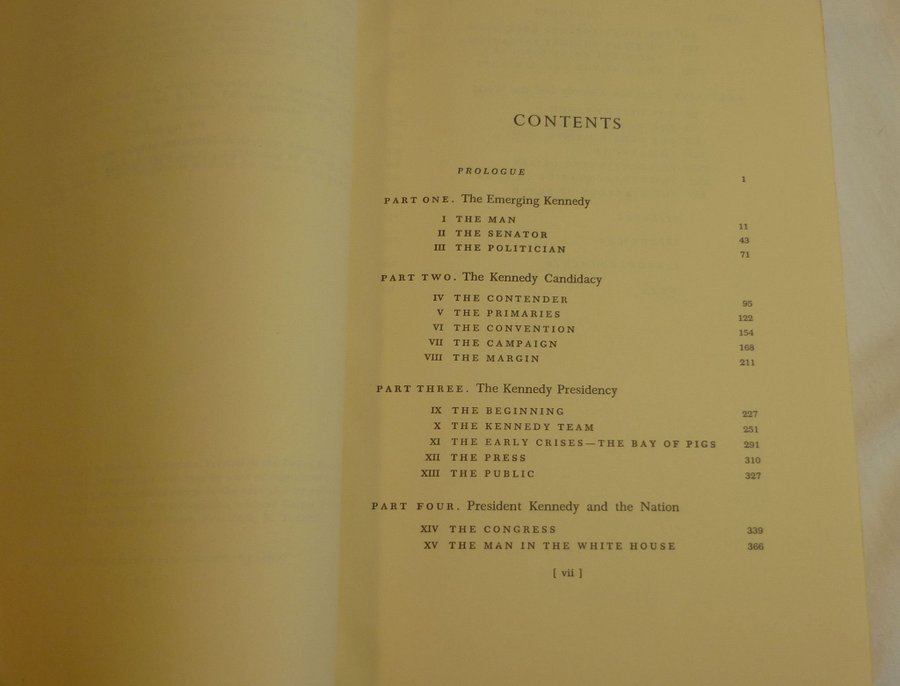 CONTENTS
PROLOGUE 1
PART ONE. The Emerging Kennedy
I THE MAN 11
II THE SENATOR 43
III THE POLITICIAN 71
PART TWO. The Kennedy Candidacy
IV THE CONTENDER 95
V THE PRIMARIES 122
VI THE CONVENTION 154
VII THE CAMPAIGN 168
VIII THE MARGIN 211
PART THREE. The Kennedy Presidency
IX THE BEGINNING 227
X THE KENNEDY TEAM 251
XI THE EARLY CRISES—THE BAY OF PIGS 291
XII THE PRESS 310
XIII THE PUBLIC 327
PART FOUR. President Kennedy and the Nation
XIV THE CONGRESS 339
XV THE MAN IN THE WHITE HOUSE 366
[ vii ]